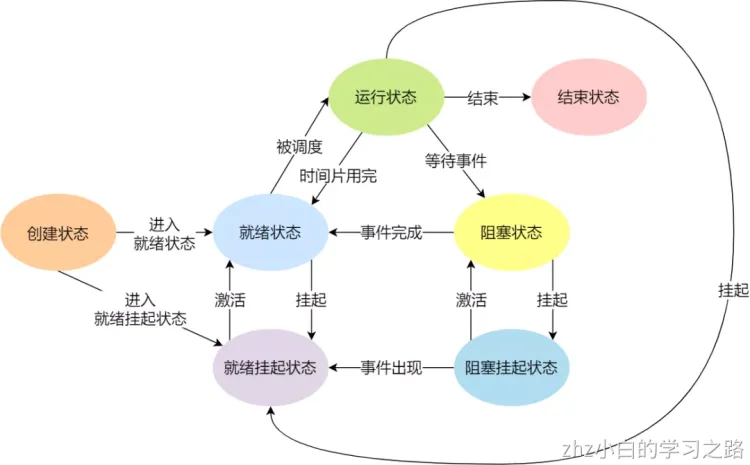 运行状态
结束
结束状态
被调度
时间片用完
等待事件
创建状态
进入
就绪状态
就绪状态
事件完成
阻塞状态
进入
就绪挂起状态
激活
挂起
激活
挂起
挂起
就绪挂起状态
事件出现
阻塞挂起状态
zhz小白的学习之路